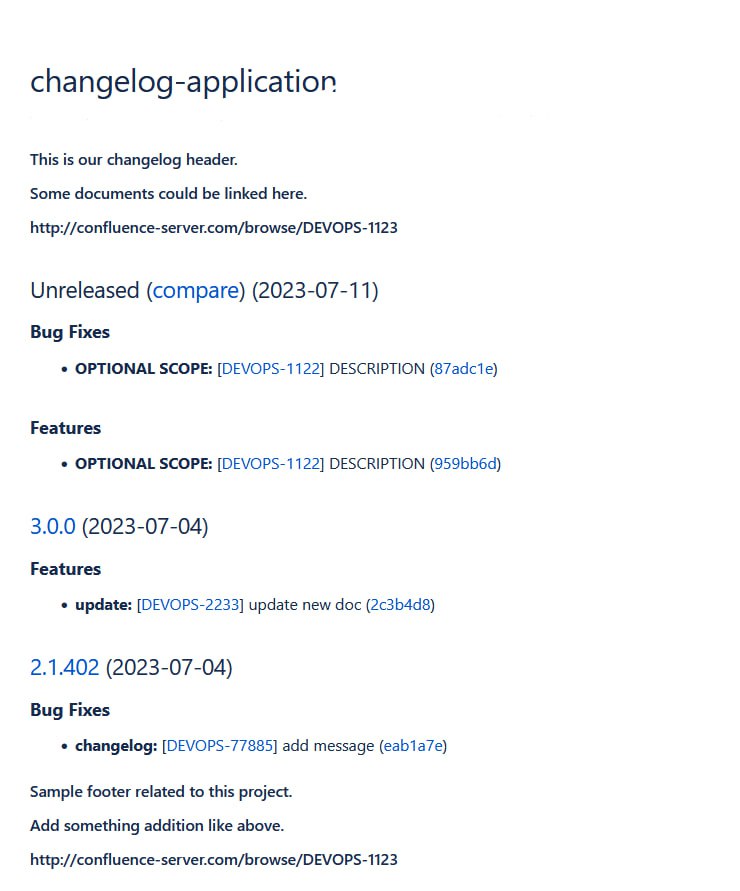 changelog-application
This is our changelog header.
Some documents could be linked here.
http://confluence-server.com/browse/DEVOPS-1123
Unreleased (compare) (2023-07-11)
Bug Fixes
• OPTIONAL SCOPE: [DEVOPS-1122] DESCRIPTION (87adc1e)
Features
• OPTIONAL SCOPE: [DEVOPS-1122] DESCRIPTION (959bb6d)
3.0.0 (2023-07-04)
Features
• update: [DEVOPS-2233] update new doc (2c3b4d8)
2.1.402 (2023-07-04)
Bug Fixes
• changelog: [DEVOPS-77885] add message (eab1a7e)
Sample footer related to this project.
Add something addition like above.
http://confluence-server.com/browse/DEVOPS-1123